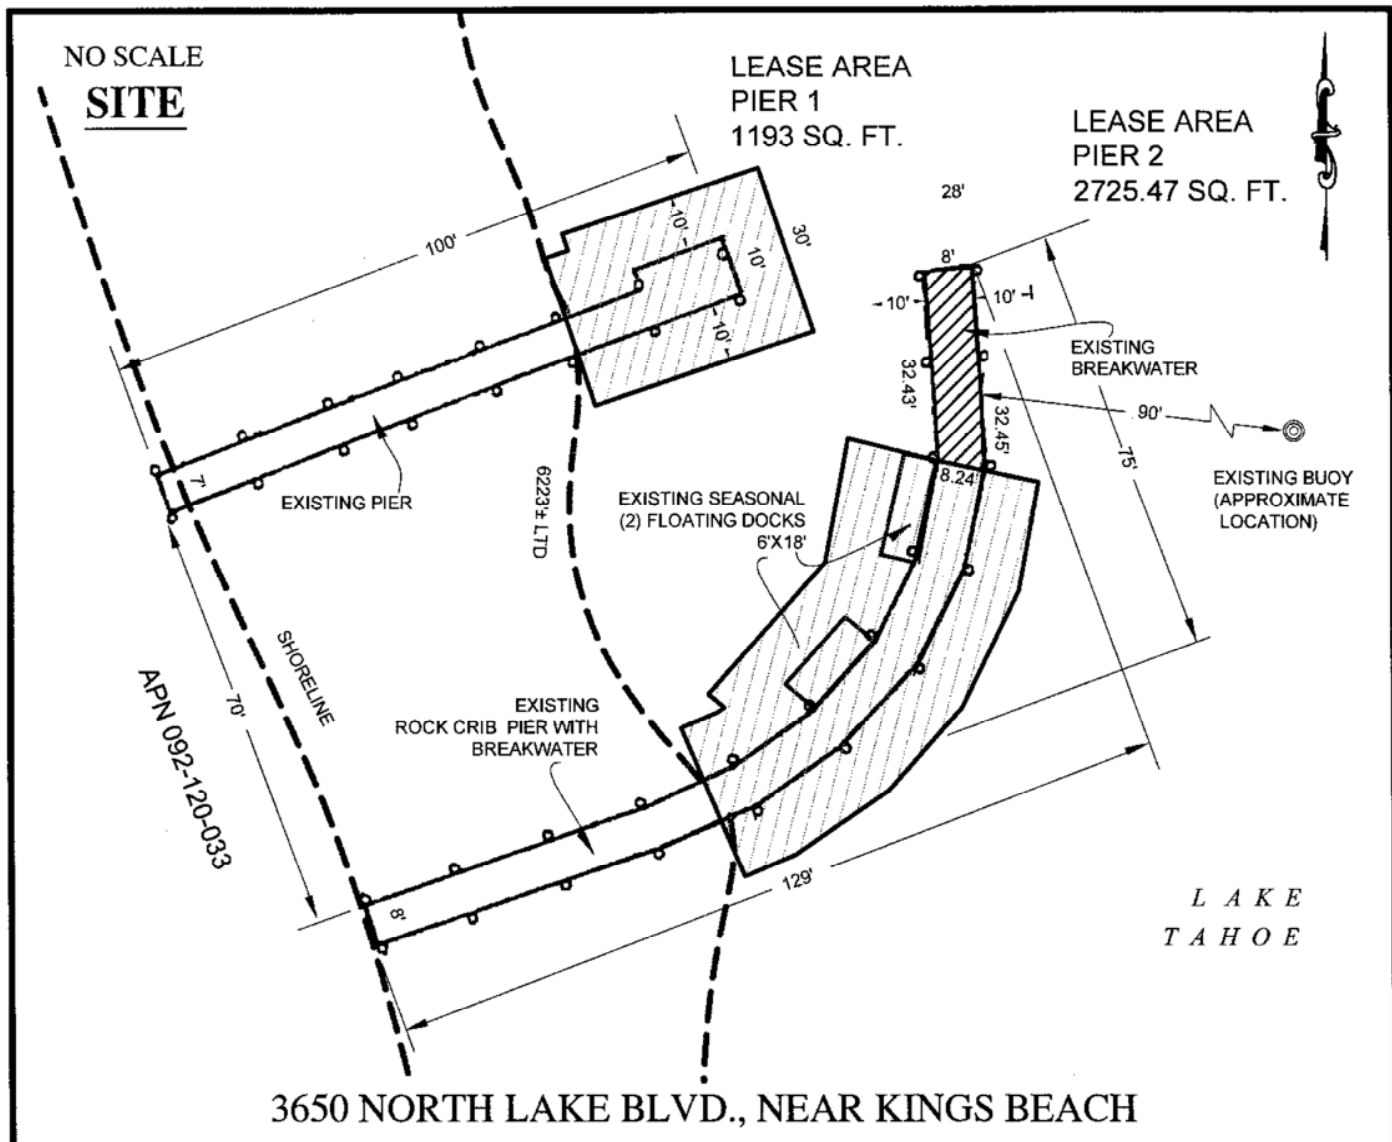 NO SCALE
SITE
LEASE AREA
PIER 1
1193 SQ. FT.
LEASE AREA
PIER 2
2725.47 SQ. FT.
28'
100'
10'
10'
30'
10'
8'
10'
10'
EXISTING
BREAKWATER
32.43'
32.45'
90'
75'
8.24'
EXISTING BUOY
(APPROXIMATE
LOCATION)
7'
EXISTING PIER
6223'± LTD
EXISTING SEASONAL
(2) FLOATING DOCKS
6'X18'
SHORELINE
70'
APN 092-120-033
EXISTING
ROCK CRIB PIER WITH
BREAKWATER
8'
129'
LAKE
TAHOE
3650 NORTH LAKE BLVD., NEAR KINGS BEACH